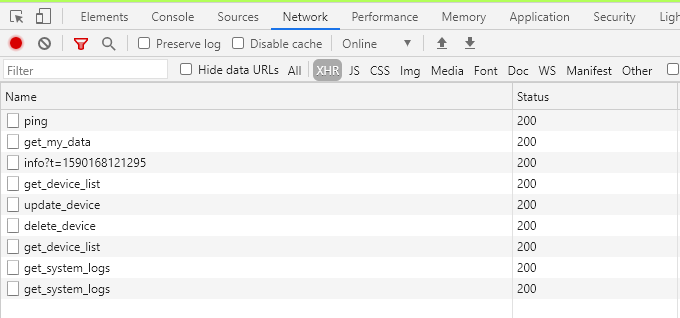 Elements Console Sources Network Performance Memory Application Security Ligh
Preserve log Disable cache Online
Filter Hide data URLs All XHR JS CSS Img Media Font Doc WS Manifest Other
Name Status
ping 200
get_my_data 200
info?t=1590168121295 200
get_device_list 200
update_device 200
delete_device 200
get_device_list 200
get_system_logs 200
get_system_logs 200